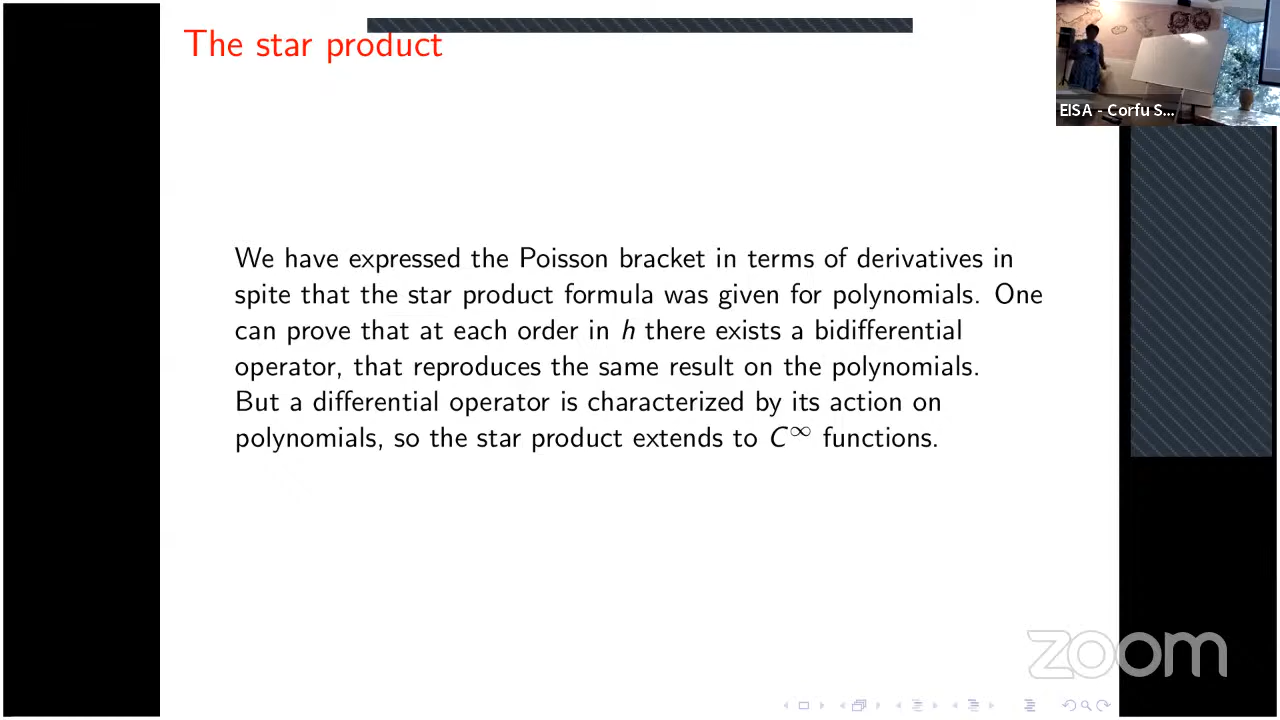 The star product
EISA - Corfu S...
We have expressed the Poisson bracket in terms of derivatives in
spite that the star product formula was given for polynomials. One
can prove that at each order in h there exists a bidifferential
operator, that reproduces the same result on the polynomials.
But a differential operator is characterized by its action on
polynomials, so the star product extends to C^∞ functions.
zoom